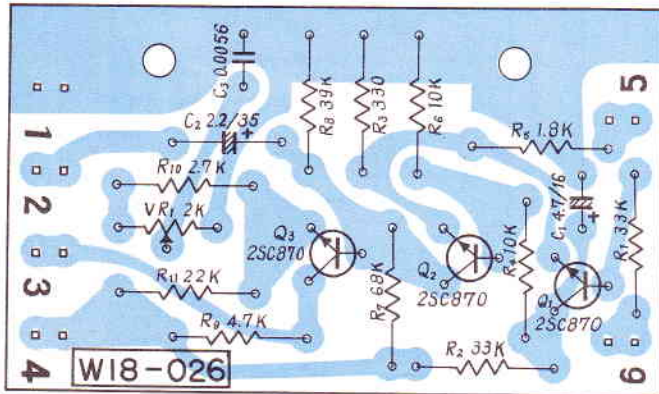 C3 0.0056
C2 2.2/35
+
R8 39K
R3 330
R6 10K
5
R5 1.8K
1
R10 2.7K
C1 4.7/16
+
R1 33K
2
VR1 2K
Q3
2SC870
Q2
2SC870
R4 10K
R11 22K
R7 68K
Q1
2SC870
3
R9 4.7K
R2 33K
4
W18-026
6